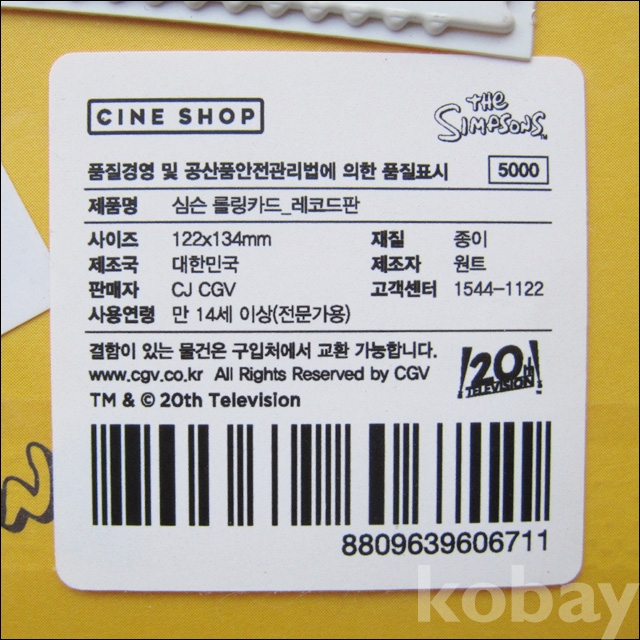 CINE SHOP
The Simpsons™
품질경영 및 공산품안전관리법에 의한 품질표시 5000
제품명 심슨 롤링카드_레코드판
사이즈 122x134mm 재질 종이
제조국 대한민국 제조자 원트
판매자 CJ CGV 고객센터 1544-1122
사용연령 만 14세 이상(전문가용)
결함이 있는 물건은 구입처에서 교환 가능합니다.
www.cgv.co.kr All Rights Reserved by CGV
TM & © 20th Television
20th TELEVISION
8809639606711
kobay